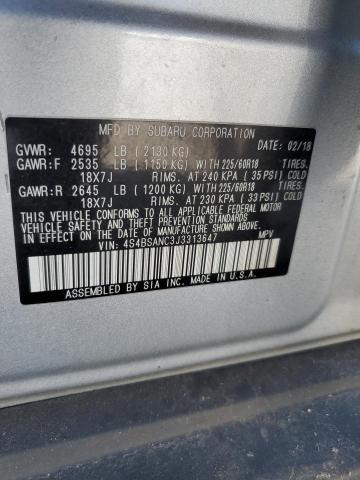 MFD BY SUBARU CORPORATION
DATE: 02/18
GVWR: 4695 LB (2130 KG)
GAWR:F 2535 LB (1150 KG) WITH 225/60R18 TIRES.
18X7J RIMS. AT 240 KPA (35 PSI) COLD
GAWR:R 2645 LB (1200 KG) WITH 225/60R18 TIRES.
18X7J RIMS. AT 230 KPA (33 PSI) COLD
THIS VEHICLE CONFORMS TO ALL APPLICABLE FEDERAL MOTOR
VEHICLE SAFETY AND THEFT PREVENTION STANDARDS
IN EFFECT ON THE DATE OF MANUFACTURE SHOWN ABOVE.
VIN: 4S4BSANC3J3313647
MPV
ASSEMBLED BY SIA INC. MADE IN U.S.A.